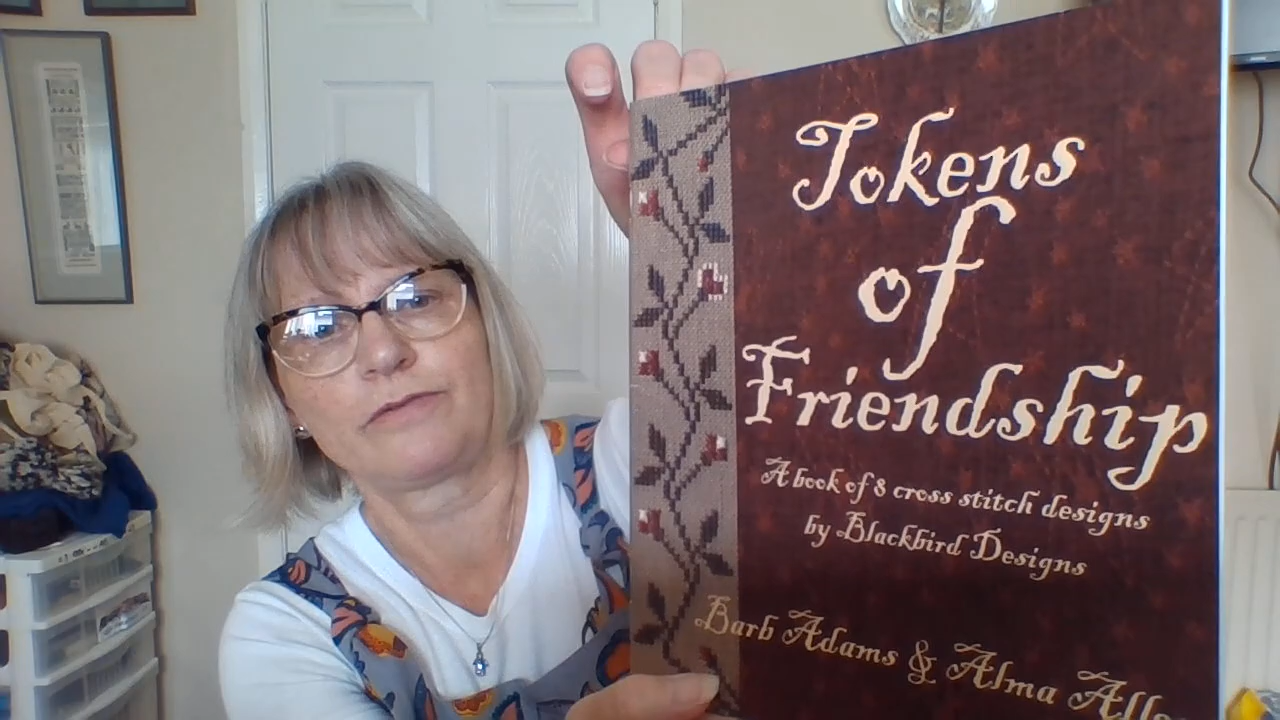 Tokens
of
Friendship
A book of 8 cross stitch designs
by Blackbird Designs
Barb Adams & Alma